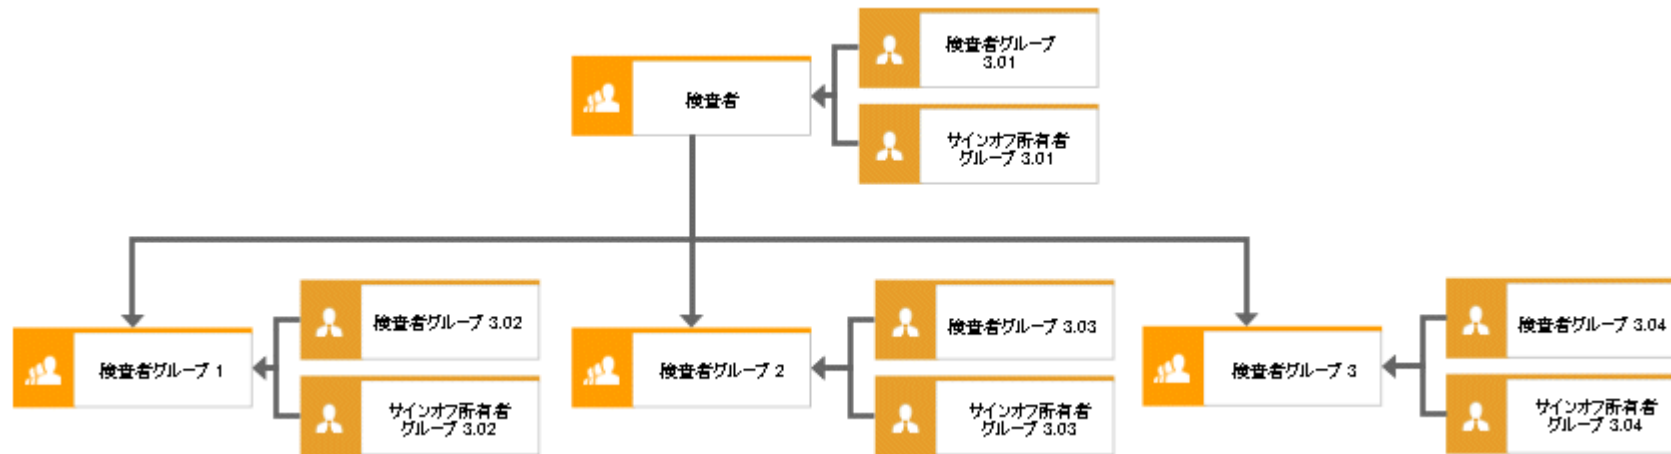 検査者グループ
3.01
検査者
サインオフ所有者
グループ 3.01
検査者グループ 3.02
検査者グループ 1
サインオフ所有者
グループ 3.02
検査者グループ 3.03
検査者グループ 2
サインオフ所有者
グループ 3.03
検査者グループ 3.04
検査者グループ 3
サインオフ所有者
グループ 3.04